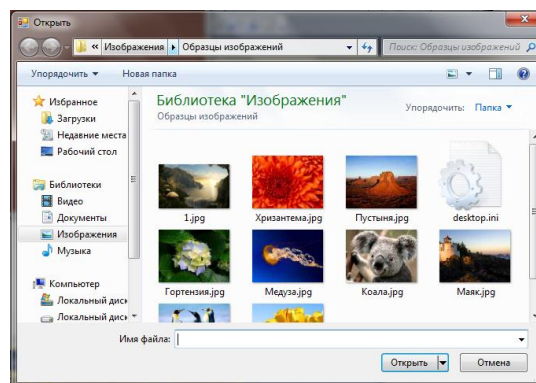 Открыть
« Изображения ▸ Образцы изображений
Поиск: Образцы изображений
Упорядочить ▾ Новая папка
Избранное
Загрузки
Недавние места
Рабочий стол
Библиотеки
Видео
Документы
Изображения
Музыка
Компьютер
Локальный диск
Локальный диск
Библиотека "Изображения"
Образцы изображений
Упорядочить: Папка ▾
1.jpg Хризантема.jpg Пустыня.jpg desktop.ini
Гортензия.jpg Медуза.jpg Коала.jpg Маяк.jpg
Имя файла:
Открыть Отмена